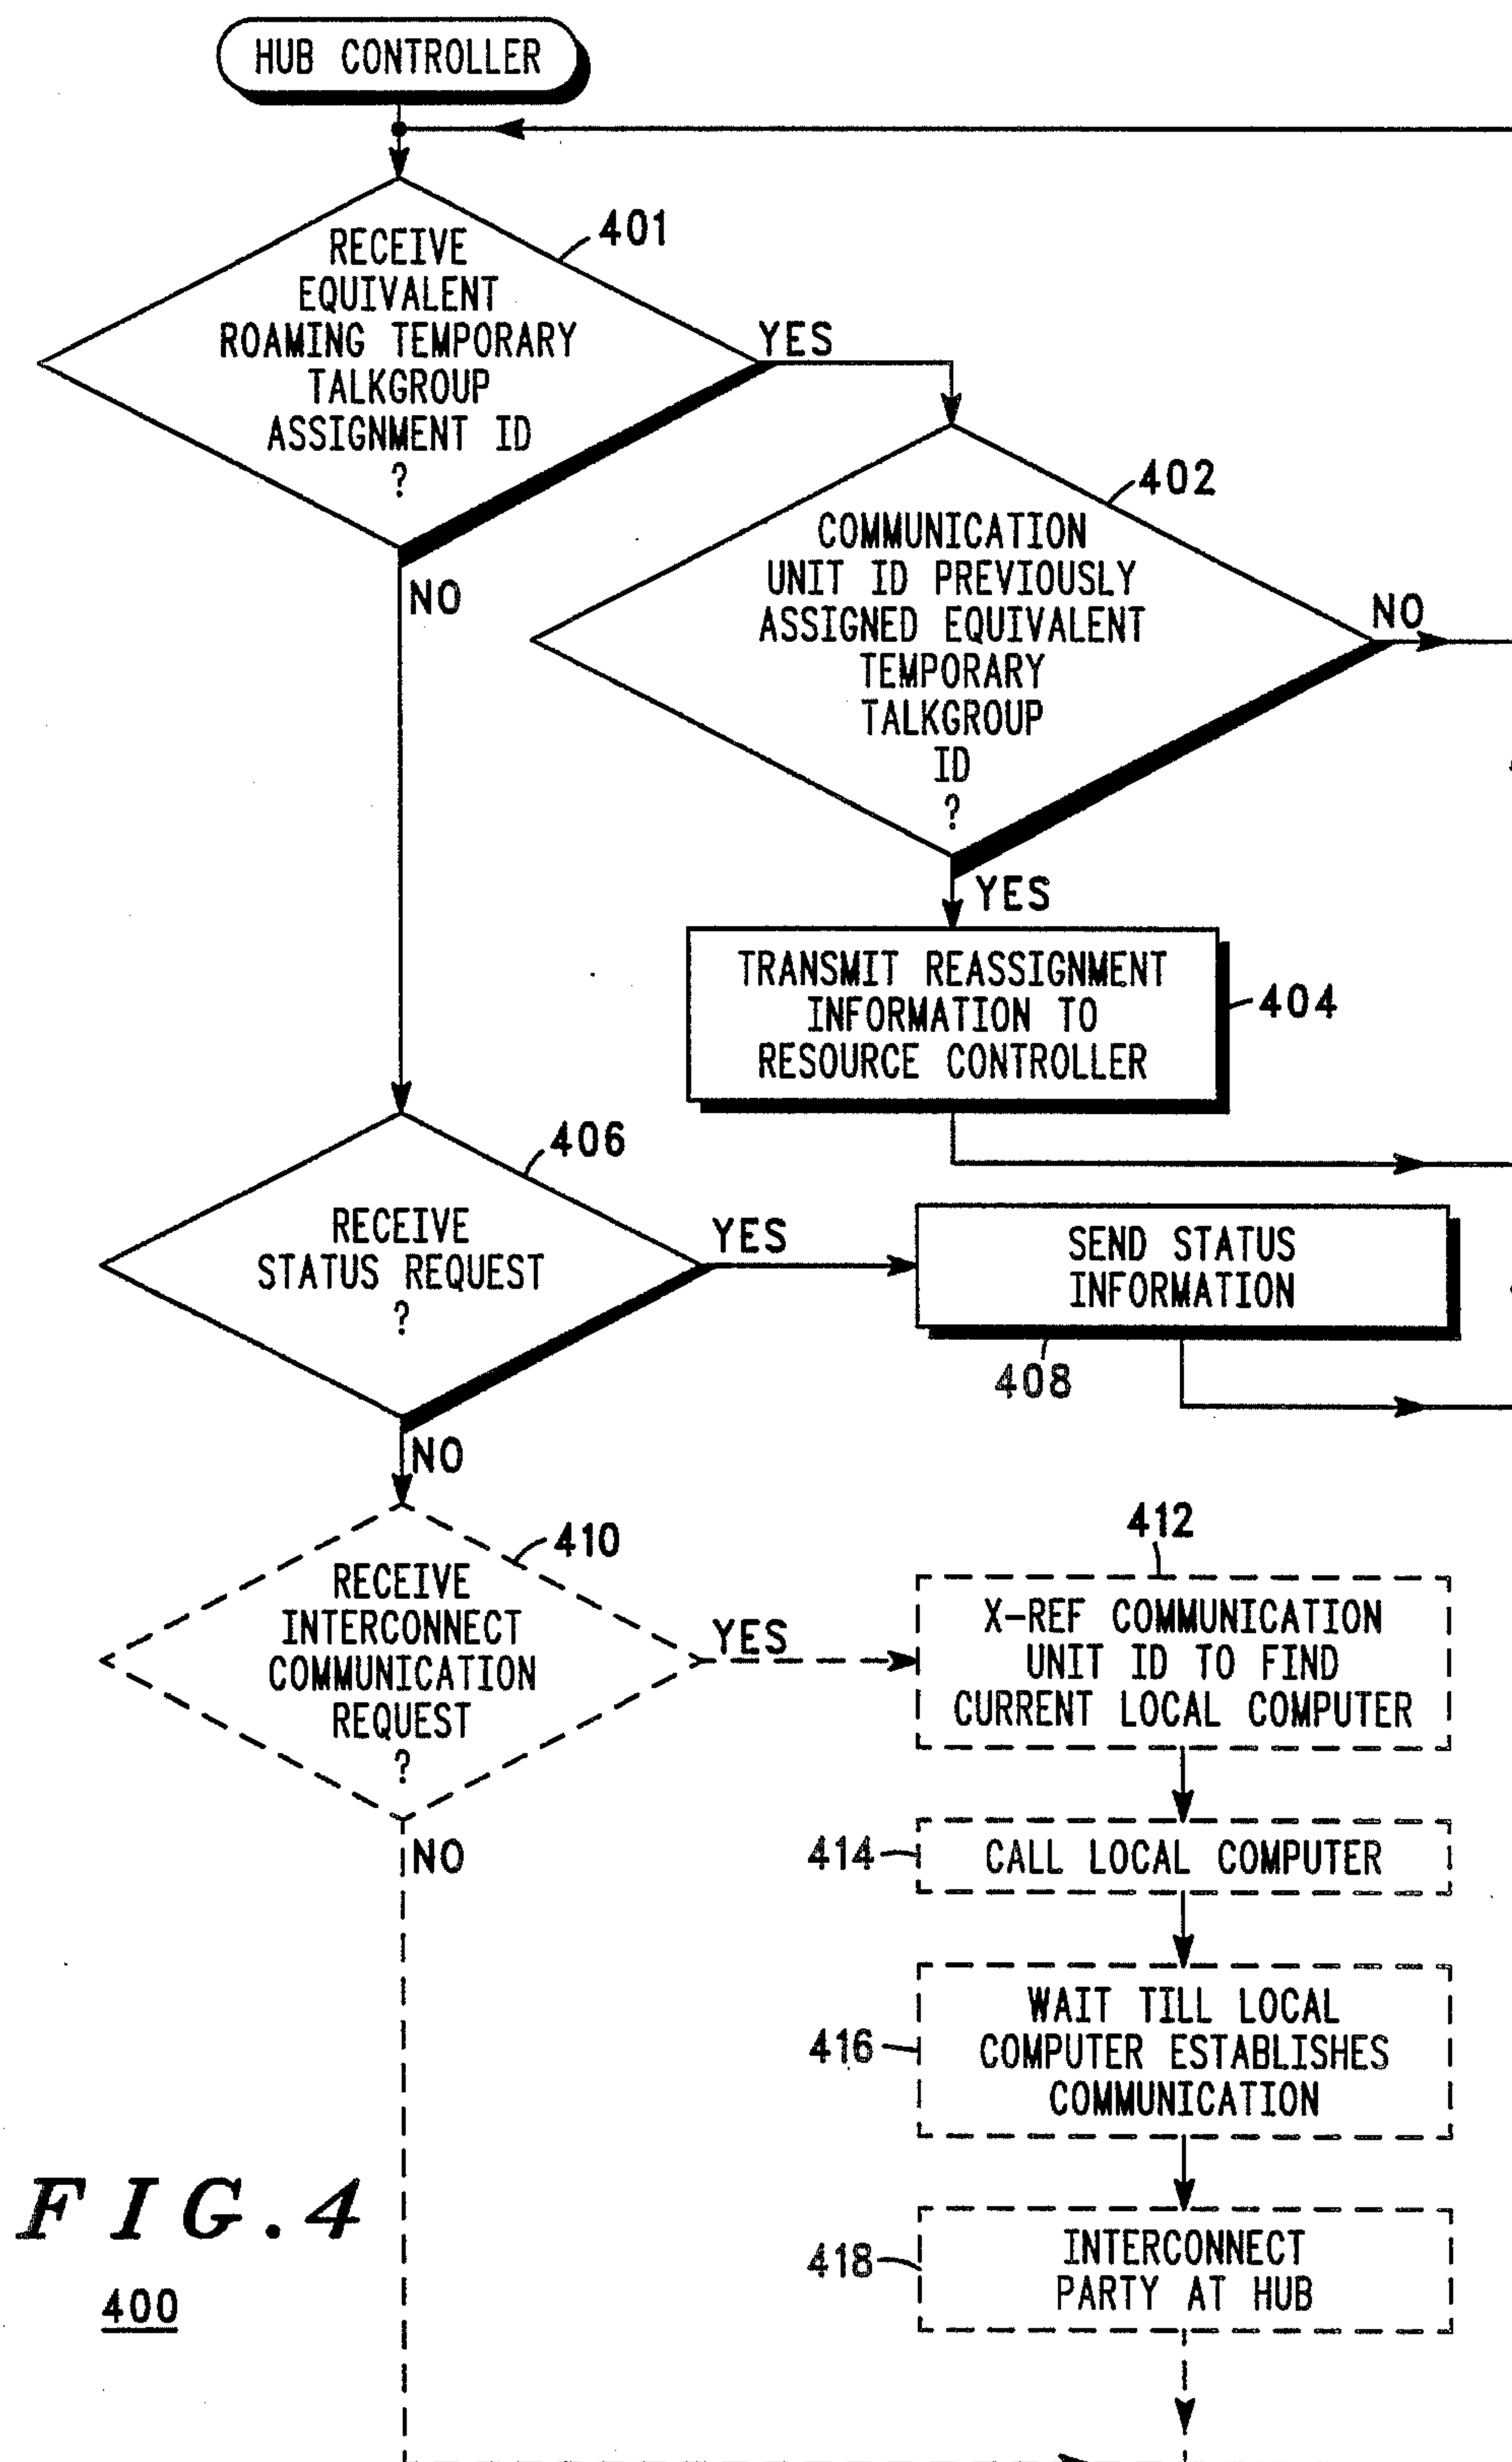 HUB CONTROLLER
401
RECEIVE
EQUIVALENT
ROAMING TEMPORARY
TALKGROUP
ASSIGNMENT ID
?
YES
NO
402
COMMUNICATION
UNIT ID PREVIOUSLY
ASSIGNED EQUIVALENT
TEMPORARY
TALKGROUP
ID
?
NO
YES
TRANSMIT REASSIGNMENT
INFORMATION TO
RESOURCE CONTROLLER
404
406
RECEIVE
STATUS REQUEST
?
YES
NO
SEND STATUS
INFORMATION
408
410
RECEIVE
INTERCONNECT
COMMUNICATION
REQUEST
?
YES
NO
412
X-REF COMMUNICATION
UNIT ID TO FIND
CURRENT LOCAL COMPUTER
414
CALL LOCAL COMPUTER
416
WAIT TILL LOCAL
COMPUTER ESTABLISHES
COMMUNICATION
418
INTERCONNECT
PARTY AT HUB
FIG.4
400